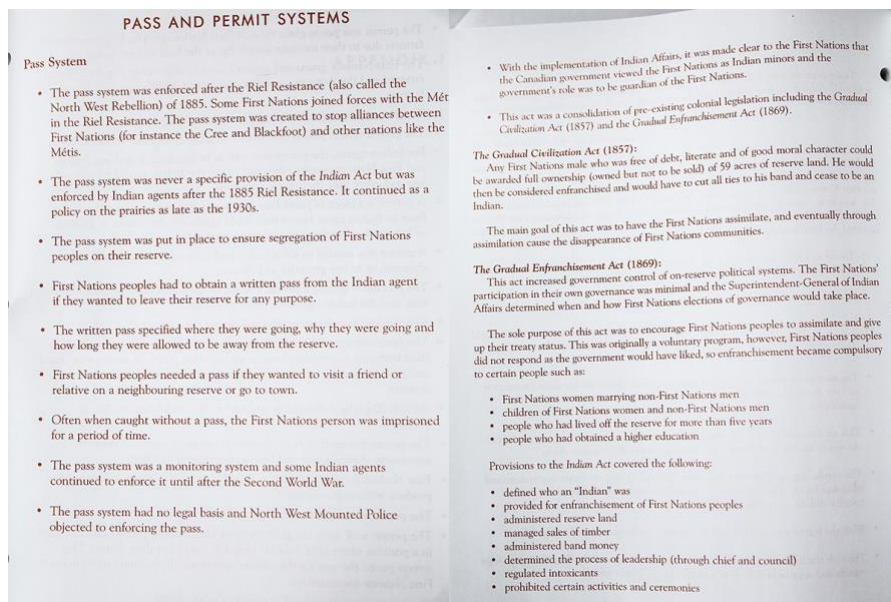 PASS AND PERMIT SYSTEMS
Pass System
• The pass system was enforced after the Riel Resistance (also called the
North West Rebellion) of 1885. Some First Nations joined forces with the Mét
in the Riel Resistance. The pass system was created to stop alliances between
First Nations (for instance the Cree and Blackfoot) and other nations like the
Métis.
• The pass system was never a specific provision of the Indian Act but was
enforced by Indian agents after the 1885 Riel Resistance. It continued as a
policy on the prairies as late as the 1930s.
• The pass system was put in place to ensure segregation of First Nations
peoples on their reserve.
• First Nations peoples had to obtain a written pass from the Indian agent
if they wanted to leave their reserve for any purpose.
• The written pass specified where they were going, why they were going and
how long they were allowed to be away from the reserve.
• First Nations peoples needed a pass if they wanted to visit a friend or
relative on a neighbouring reserve or go to town.
• Often when caught without a pass, the First Nations person was imprisoned
for a period of time.
• The pass system was a monitoring system and some Indian agents
continued to enforce it until after the Second World War.
• The pass system had no legal basis and North West Mounted Police
objected to enforcing the pass.
• With the implementation of Indian Affairs, it was made clear to the First Nations that
the Canadian government viewed the First Nations as Indian minors and the
government's role was to be guardian of the First Nations.
• This act was a consolidation of pre-existing colonial legislation including the Gradual
Civilization Act (1857) and the Gradual Enfranchisement Act (1869).
The Gradual Civilization Act (1857):
Any First Nations male who was free of debt, literate and of good moral character could
be awarded full ownership (owned but not to be sold) of 59 acres of reserve land. He would
then be considered enfranchised and would have to cut all ties to his band and cease to be an
Indian.
The main goal of this act was to have the First Nations assimilate, and eventually through
assimilation cause the disappearance of First Nations communities.
The Gradual Enfranchisement Act (1869):
This act increased government control of on-reserve political systems. The First Nations'
participation in their own governance was minimal and the Superintendent-General of Indian
Affairs determined when and how First Nations elections of governance would take place.
The sole purpose of this act was to encourage First Nations peoples to assimilate and give
up their treaty status. This was originally a voluntary program, however, First Nations peoples
did not respond as the government would have liked, so enfranchisement became compulsory
to certain people such as:
• First Nations women marrying non-First Nations men
• children of First Nations women and non-First Nations men
• people who had lived off the reserve for more than five years
• people who had obtained a higher education
Provisions to the Indian Act covered the following:
• defined who an "Indian" was
• provided for enfranchisement of First Nations peoples
• administered reserve land
• managed sales of timber
• administered band money
• determined the process of leadership (through chief and council)
• regulated intoxicants
• prohibited certain activities and ceremonies